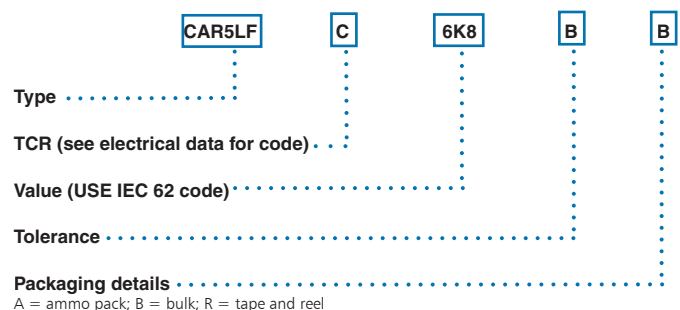 CAR5LF C 6K8 B B
Type
TCR (see electrical data for code)
Value (USE IEC 62 code)
Tolerance
Packaging details
A = ammo pack; B = bulk; R = tape and reel